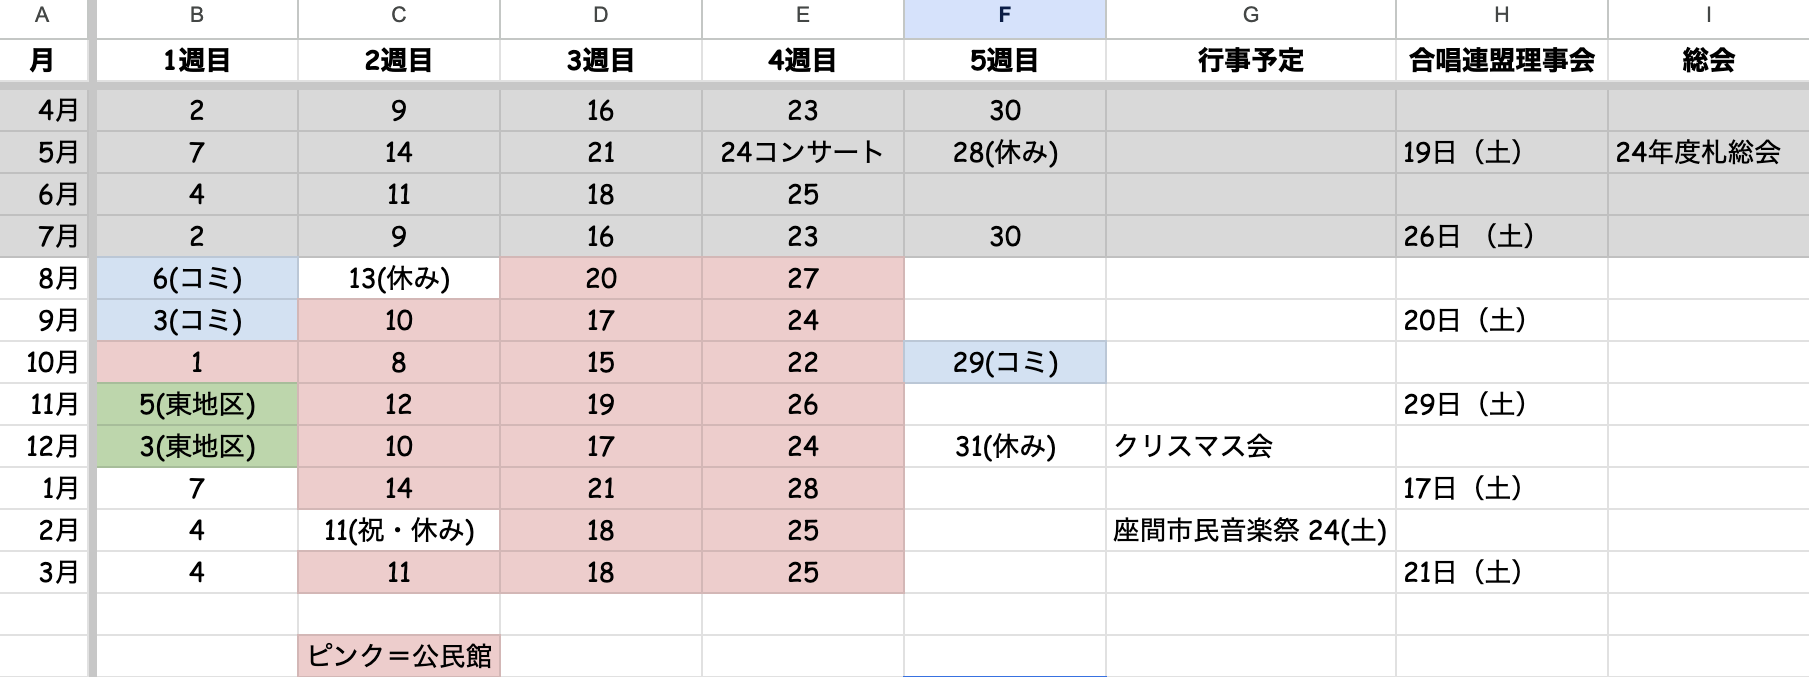 A B C D E F G H I
月 1週目 2週目 3週目 4週目 5週目 行事予定 合唱連盟理事会 総会
4月 2 9 16 23 30
5月 7 14 21 24コンサート 28(休み) 19日（土） 24年度札総会
6月 4 11 18 25
7月 2 9 16 23 30 26日 （土）
8月 6(コミ) 13(休み) 20 27
9月 3(コミ) 10 17 24 20日（土）
10月 1 8 15 22 29(コミ)
11月 5(東地区) 12 19 26 29日（土）
12月 3(東地区) 10 17 24 31(休み) クリスマス会
1月 7 14 21 28 17日（土）
2月 4 11(祝・休み) 18 25 座間市民音楽祭 24(土)
3月 4 11 18 25 21日（土）
ピンク＝公民館